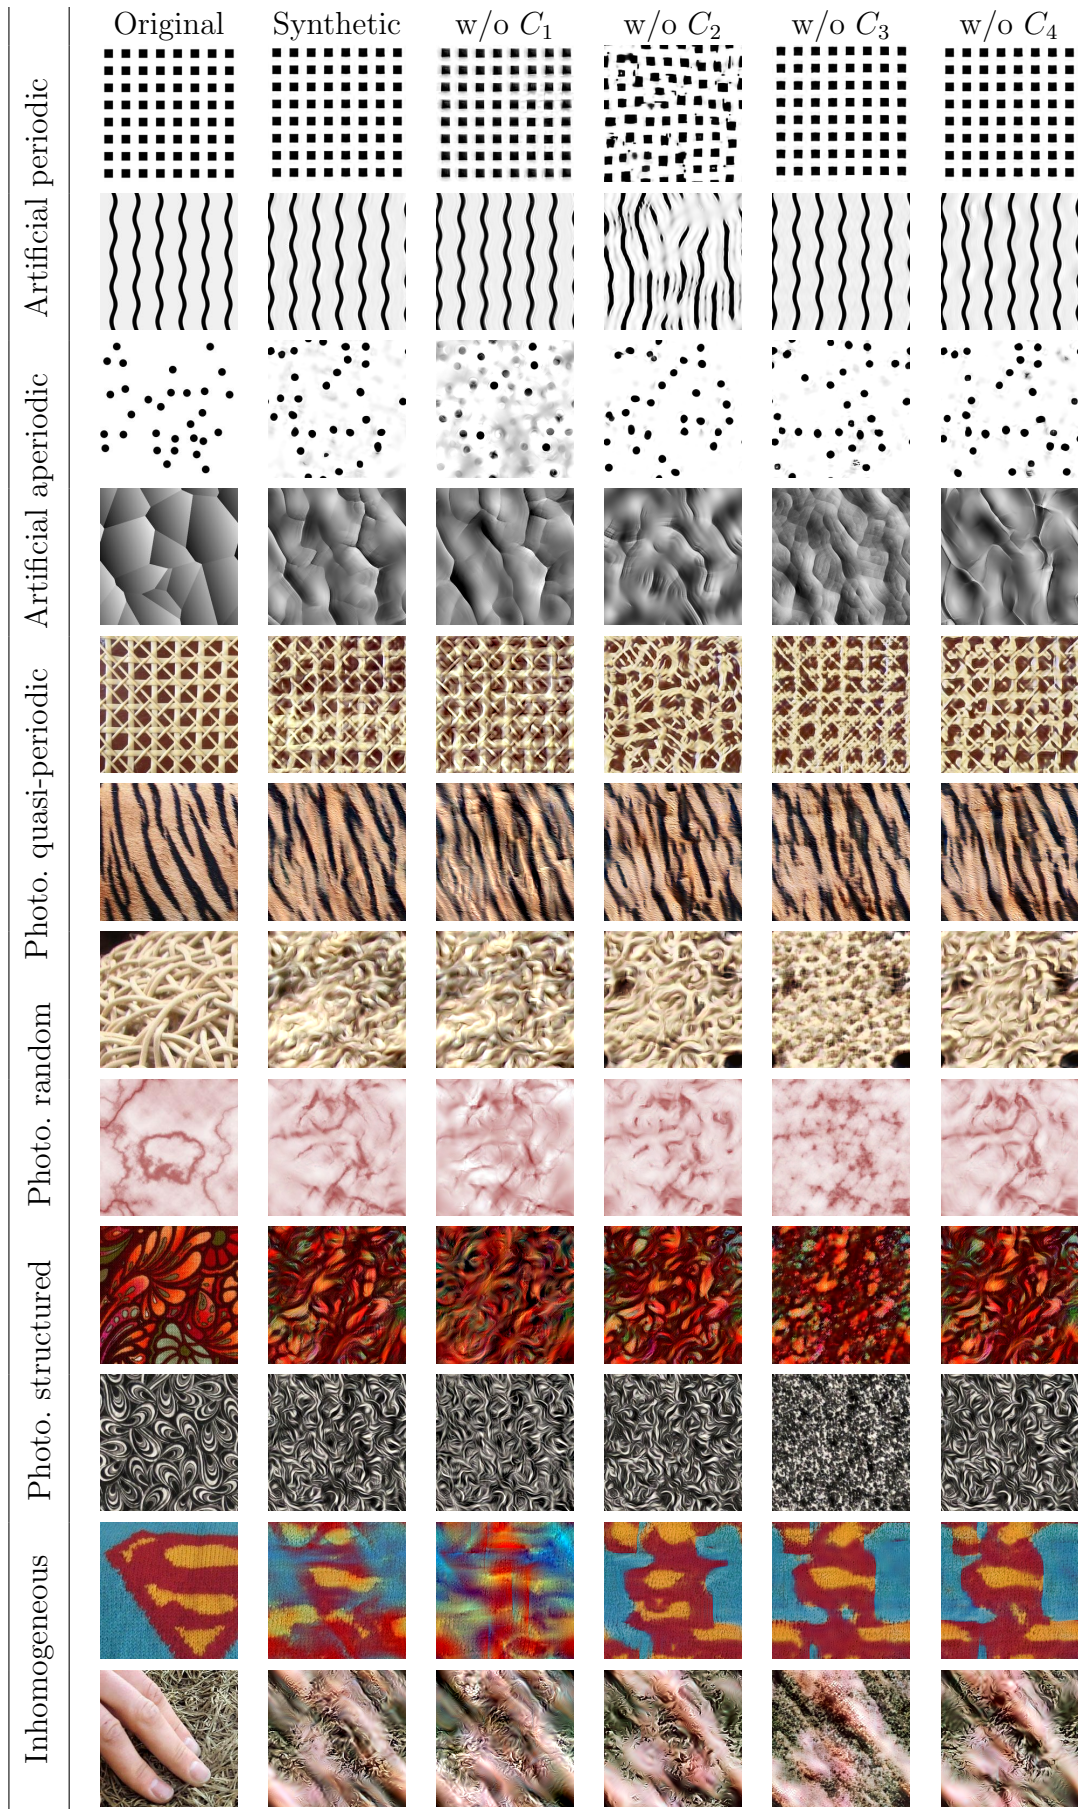 Original Synthetic w/o C₁ w/o C₂ w/o C₃ w/o C₄
Artificial periodic
Artificial aperiodic
Photo. quasi-periodic
Photo. random
Photo. structured
Inhomogeneous